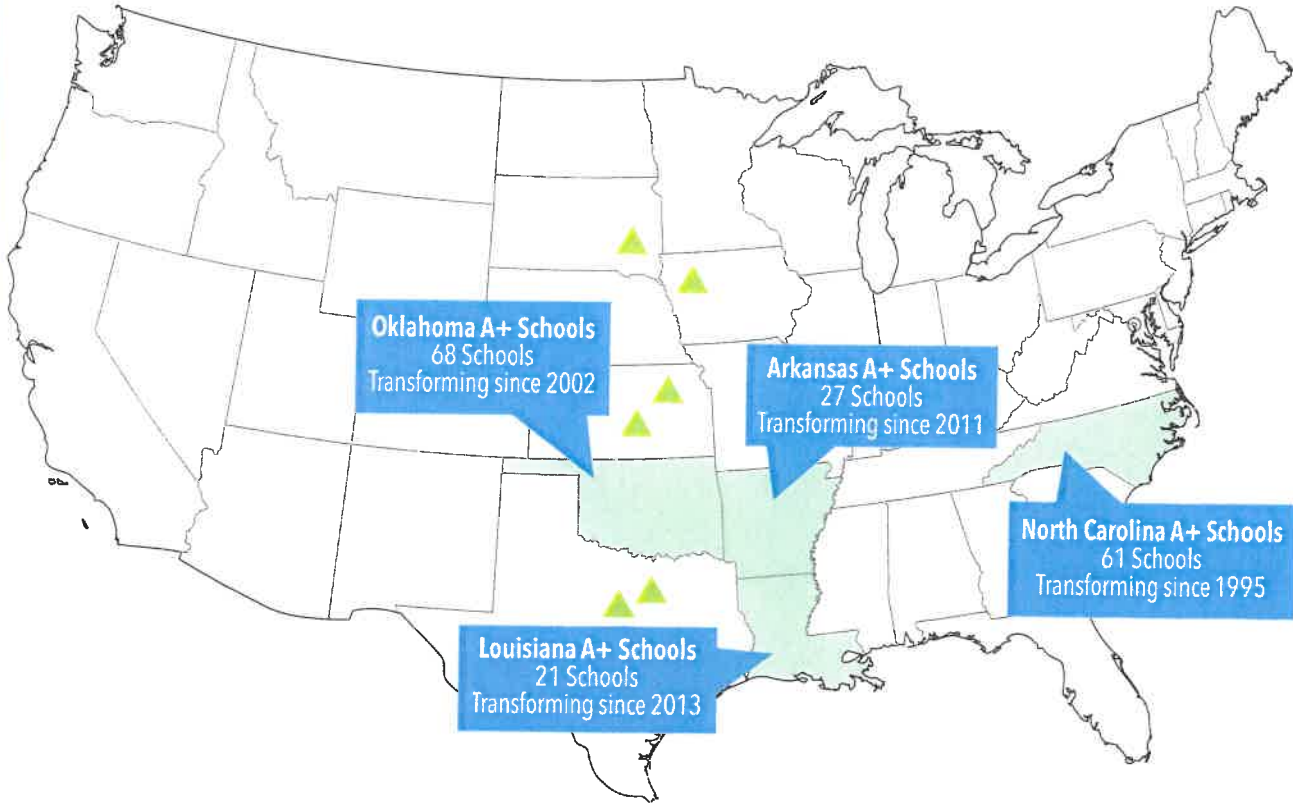 Oklahoma A+ Schools
68 Schools
Transforming since 2002
Arkansas A+ Schools
27 Schools
Transforming since 2011
North Carolina A+ Schools
61 Schools
Transforming since 1995
Louisiana A+ Schools
21 Schools
Transforming since 2013